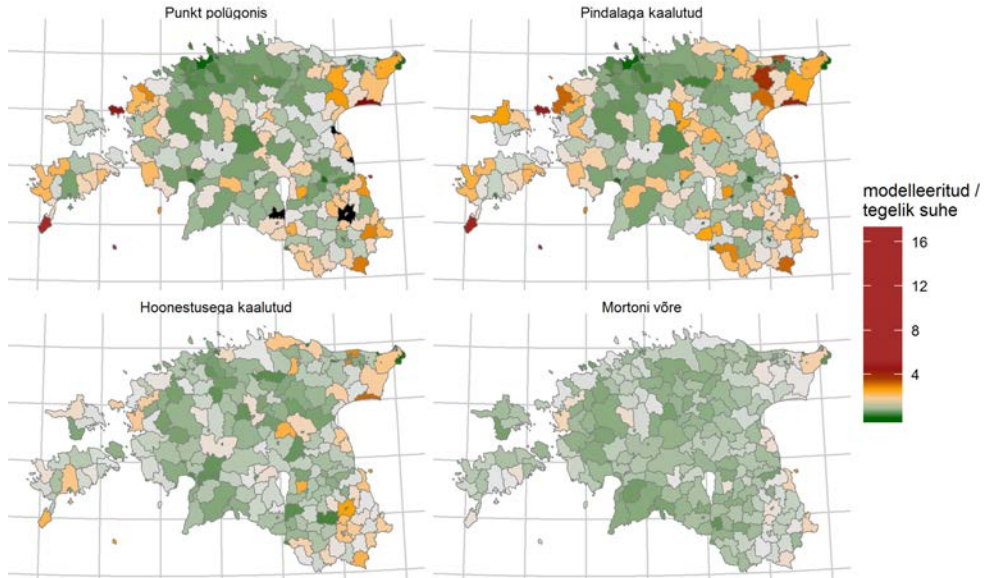 Punkt polügonis
Pindalaga kaalutud
modelleeritud /
tegelik suhe
16
12
8
4
Hoonestusega kaalutud
Mortoni võre